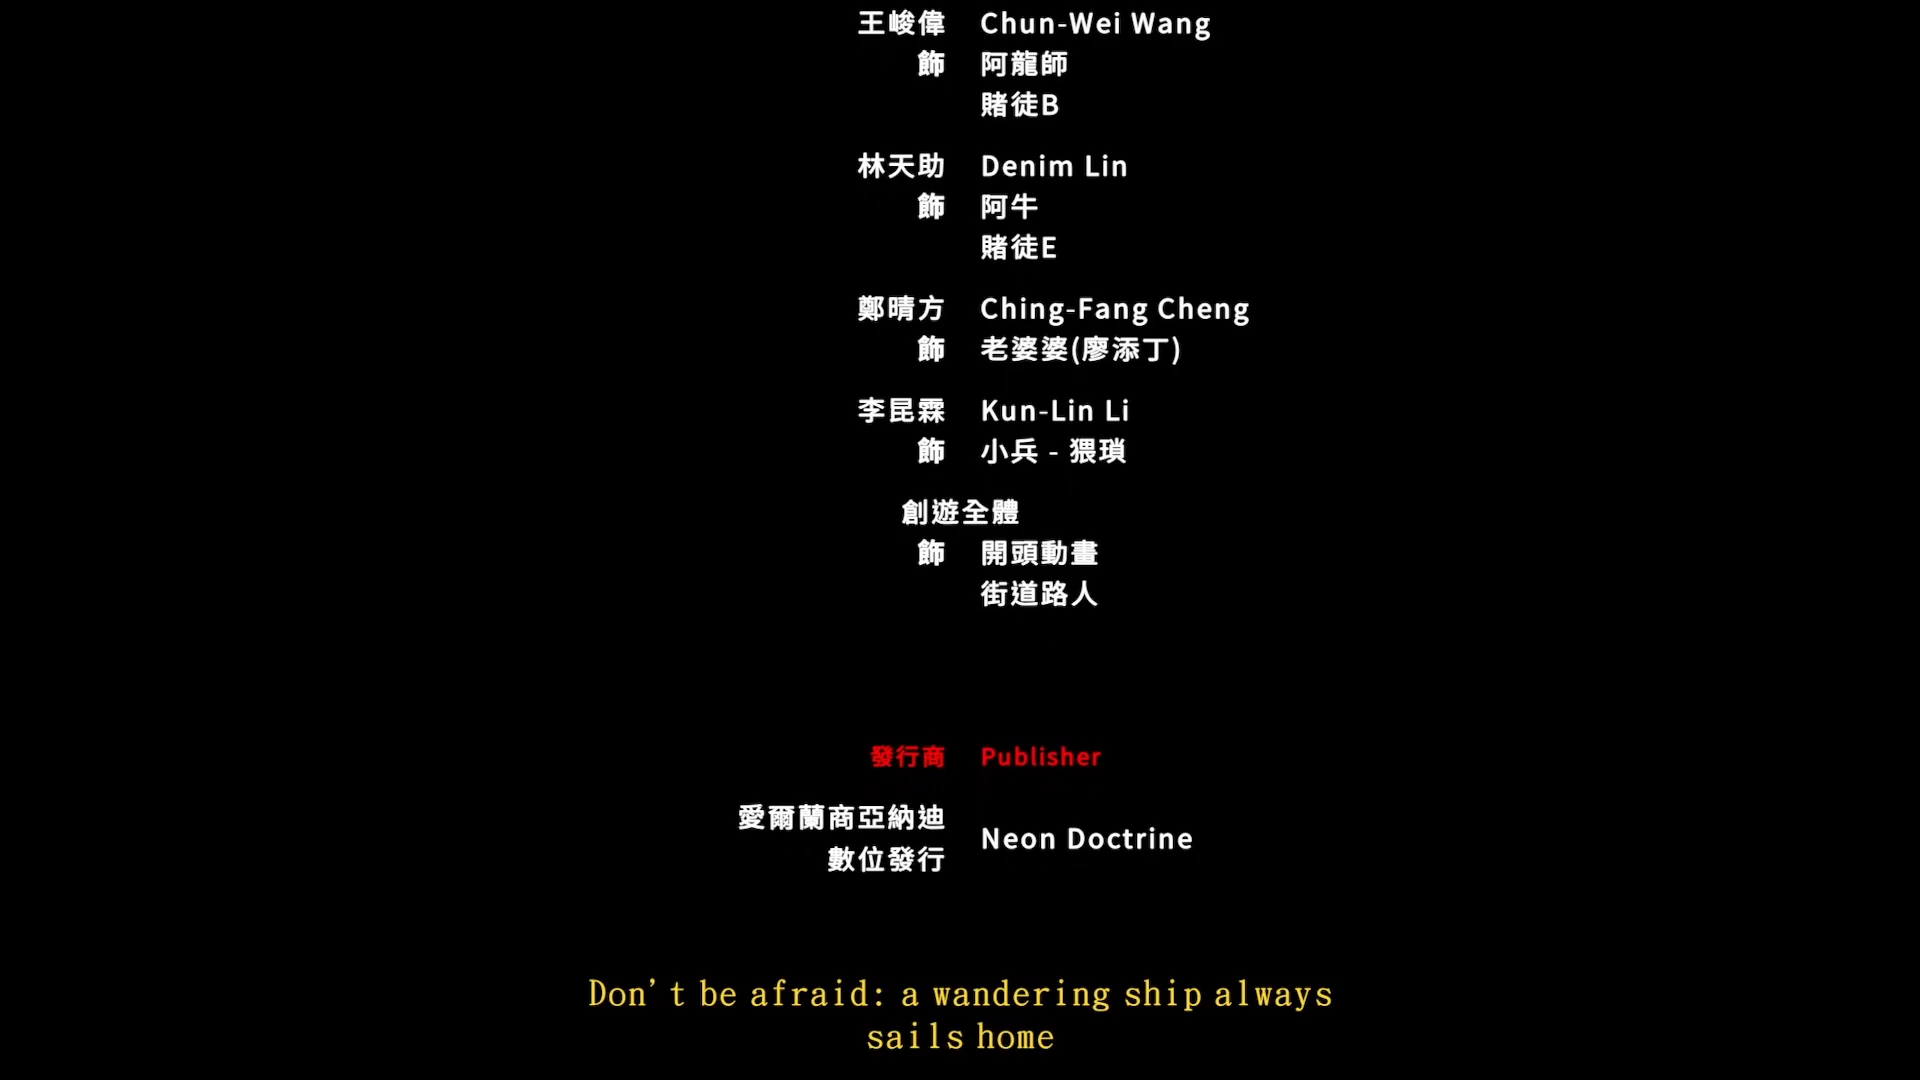 王峻偉 Chun-Wei Wang
飾 阿龍師
賭徒B
林天助 Denim Lin
飾 阿牛
賭徒E
鄭晴方 Ching-Fang Cheng
飾 老婆婆(廖添丁)
李昆霖 Kun-Lin Li
飾 小兵 - 猥瑣
創遊全體
飾 開頭動畫
街道路人
發行商 Publisher
愛爾蘭商亞納迪
數位發行
Neon Doctrine
Don't be afraid: a wandering ship always
sails home